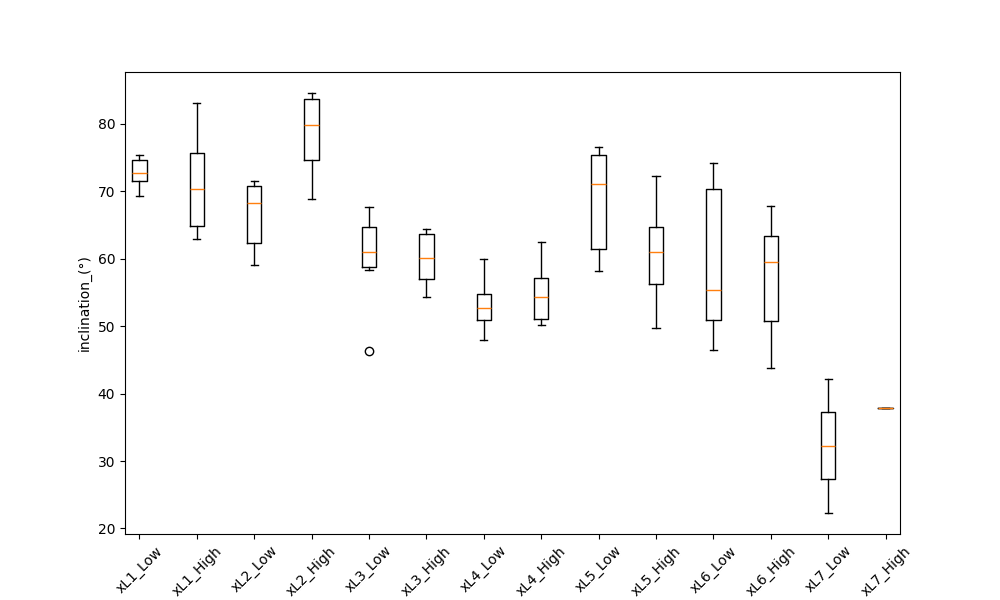 inclination_(°)
80
70
60
50
40
30
20
xL1_Low
xL1_High
xL2_Low
xL2_High
xL3_Low
xL3_High
xL4_Low
xL4_High
xL5_Low
xL5_High
xL6_Low
xL6_High
xL7_Low
xL7_High